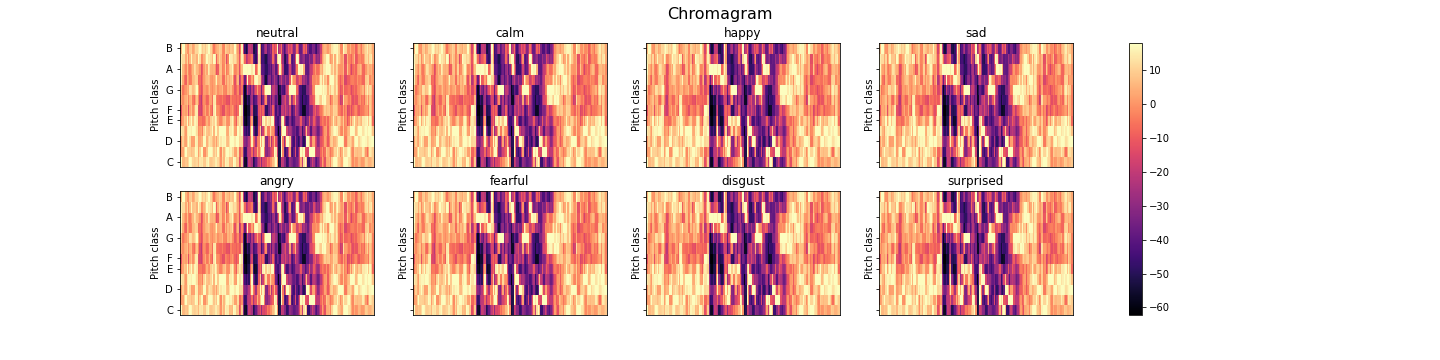 Chromagram
neutral
calm
happy
sad
B
A
G
F
E
D
C
Pitch class
Pitch class
Pitch class
Pitch class
angry
fearful
disgust
surprised
B
A
G
F
E
D
C
Pitch class
Pitch class
Pitch class
Pitch class
10
0
−10
−20
−30
−40
−50
−60